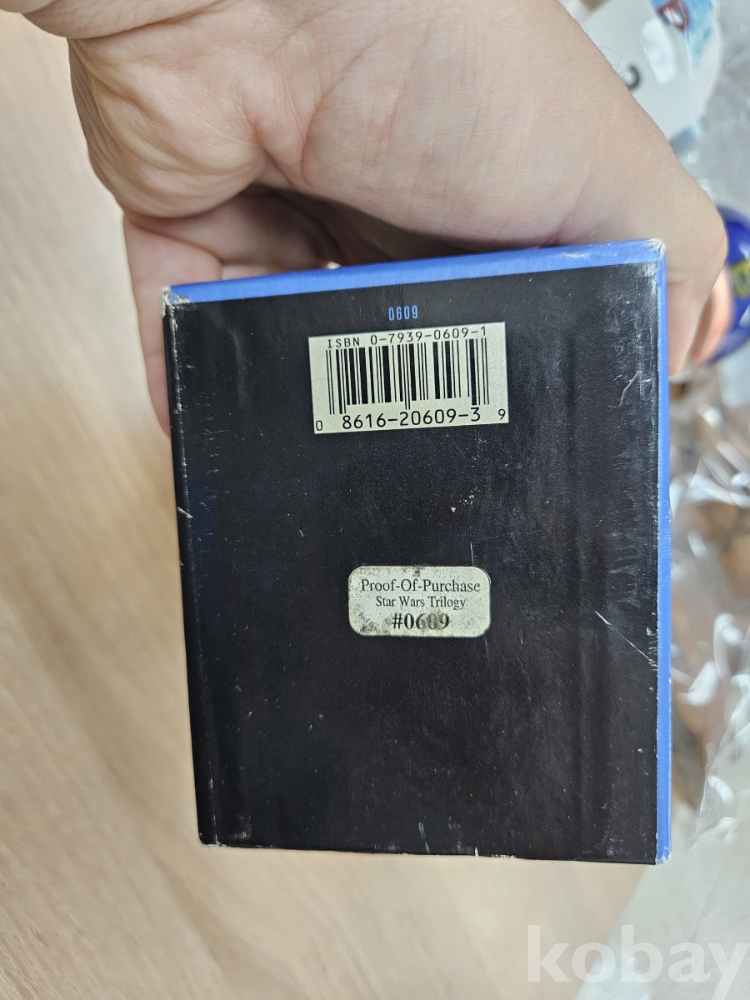 0609
ISBN 0-7939-0609-1
0 8616-20609-3 9
Proof-Of-Purchase
Star Wars Trilogy
#0609
kobay